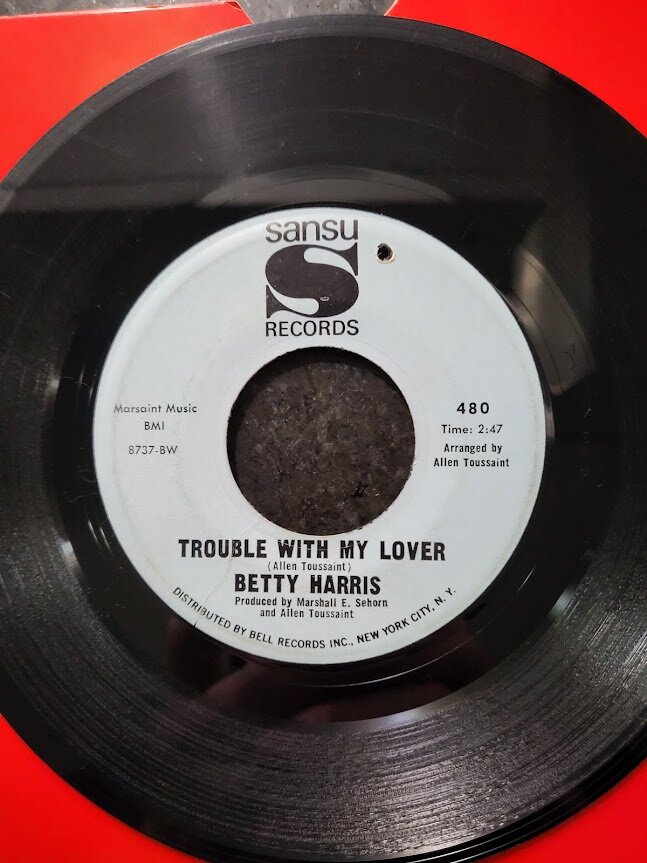 sansu
S
RECORDS
Marsaint Music
BMI
8737-BW
480
Time: 2:47
Arranged by
Allen Toussaint
TROUBLE WITH MY LOVER
(Allen Toussaint)
BETTY HARRIS
Produced by Marshall E. Sehorn
and Allen Toussaint
DISTRIBUTED BY BELL RECORDS INC., NEW YORK CITY, N.Y.